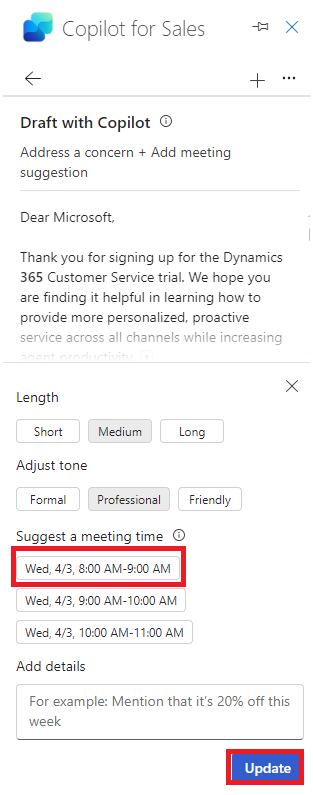 Copilot for Sales
Draft with Copilot
Address a concern + Add meeting
suggestion
Dear Microsoft,
Thank you for signing up for the Dynamics
365 Customer Service trial. We hope you
are finding it helpful in learning how to
provide more personalized, proactive
service across all channels while increasing
agent productivity.
Length
Short Medium Long
Adjust tone
Formal Professional Friendly
Suggest a meeting time
Wed, 4/3, 8:00 AM-9:00 AM
Wed, 4/3, 9:00 AM-10:00 AM
Wed, 4/3, 10:00 AM-11:00 AM
Add details
For example: Mention that it's 20% off this
week
Update